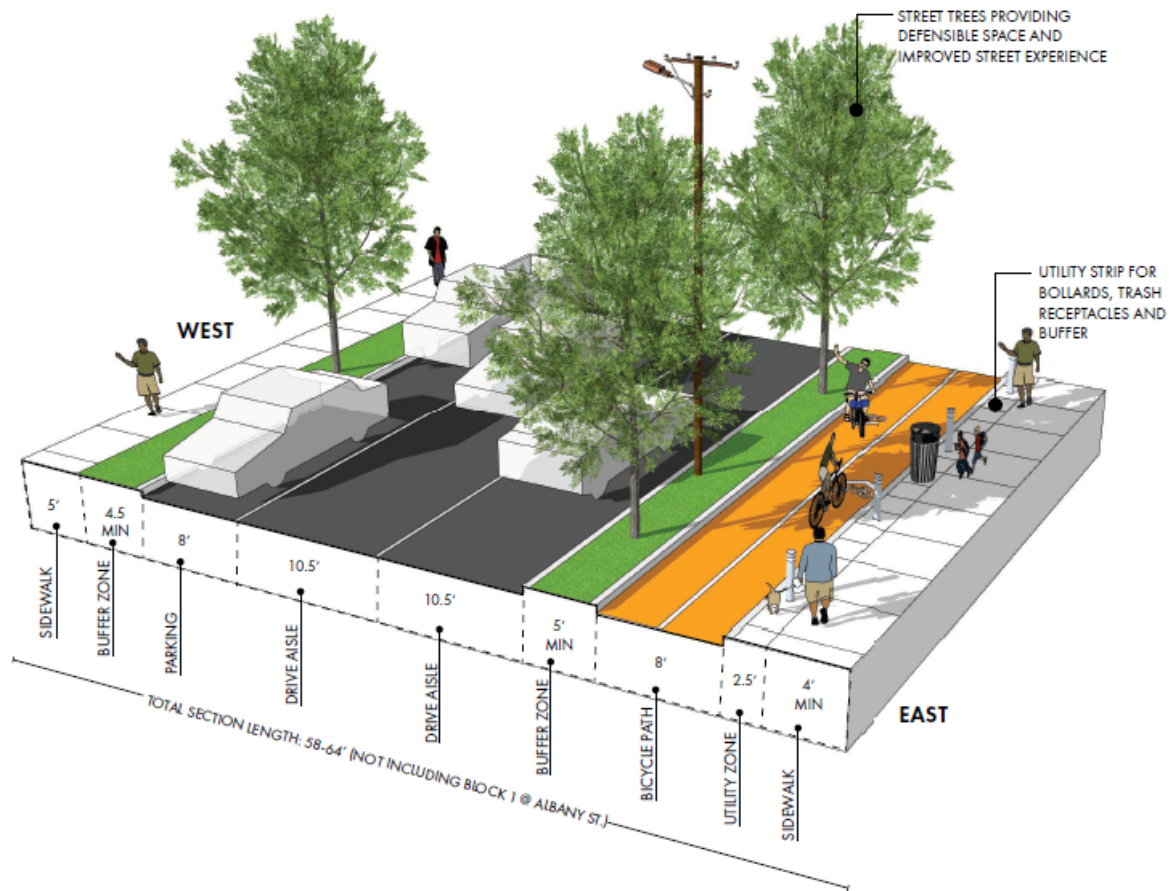 STREET TREES PROVIDING
DEFENSIBLE SPACE AND
IMPROVED STREET EXPERIENCE
UTILITY STRIP FOR
BOLLARDS, TRASH
RECEPTACLES AND
BUFFER
WEST
5'
4.5
MIN
8'
10.5'
10.5'
5'
MIN
8'
2.5'
4'
MIN
EAST
SIDEWALK
BUFFER ZONE
PARKING
DRIVE AISLE
DRIVE AISLE
BUFFER ZONE
BICYCLE PATH
UTILITY ZONE
SIDEWALK
TOTAL SECTION LENGTH: 58-64' (NOT INCLUDING BLOCK 1 @ ALBANY ST.)